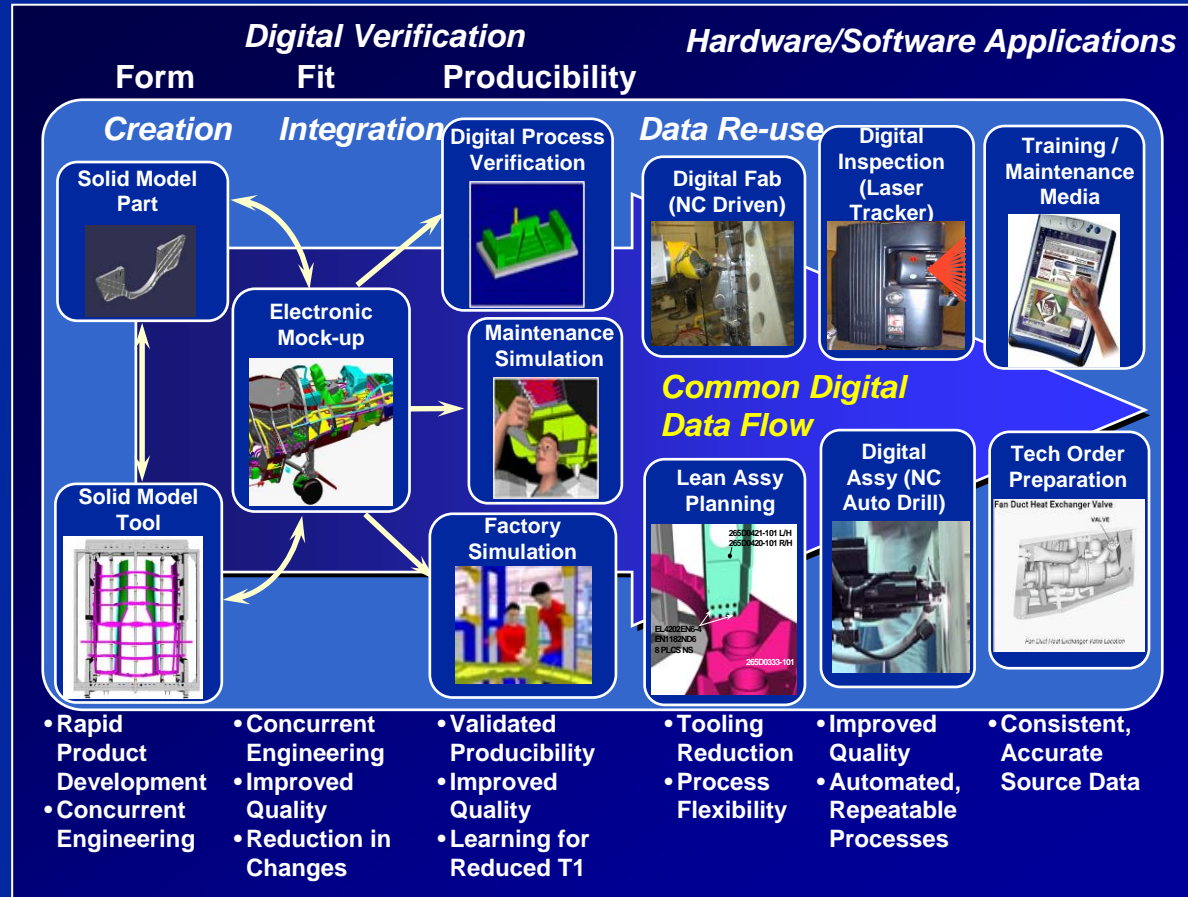 Digital Verification
Hardware/Software Applications
Form
Fit
Producibility
Creation
Integration
Data Re-use
Solid Model
Part
Solid Model
Tool
Electronic
Mock-up
Digital Process
Verification
Maintenance
Simulation
Factory
Simulation
Digital Fab
(NC Driven)
Digital
Inspection
(Laser
Tracker)
Training /
Maintenance
Media
Common Digital
Data Flow
Lean Assy
Planning
265D0421-101 L/H
265D0420-101 R/H
EL4202EN6-4
EN1182ND6
8 PLCS NS
265D0333-101
Digital
Assy (NC
Auto Drill)
Tech Order
Preparation
Fan Duct Heat Exchanger Valve
VALVE
Fan Duct Heat Exchanger Valve Location
• Rapid
Product
Development
• Concurrent
Engineering
• Concurrent
Engineering
• Improved
Quality
• Reduction in
Changes
• Validated
Producibility
• Improved
Quality
• Learning for
Reduced T1
• Tooling
Reduction
• Process
Flexibility
• Improved
Quality
• Automated,
Repeatable
Processes
• Consistent,
Accurate
Source Data